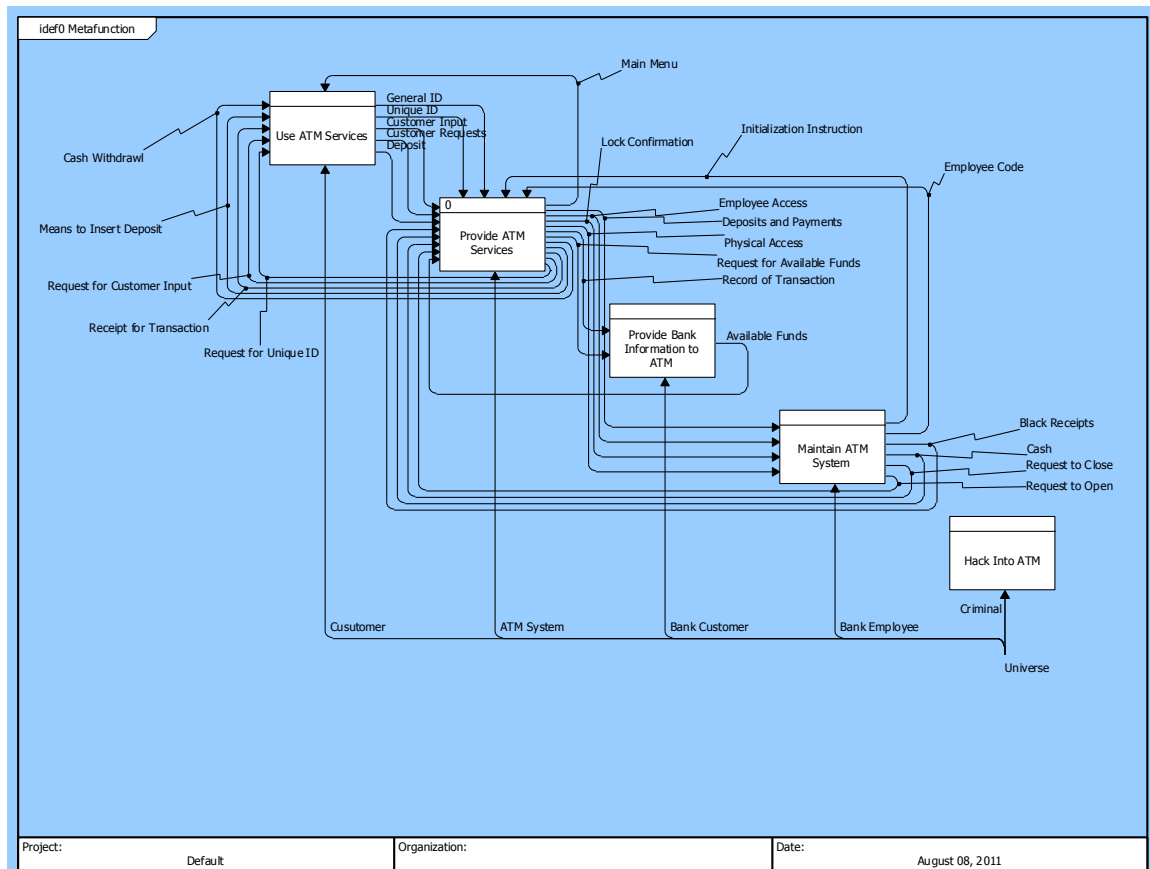 idef0 Metafunction
Main Menu
General ID
Unique ID
Customer Input
Customer Requests
Deposit
Use ATM Services
Cash Withdrawl
Initialization Instruction
Lock Confirmation
Employee Code
Employee Access
Deposits and Payments
Physical Access
Request for Available Funds
Record of Transaction
0
Provide ATM
Services
Means to Insert Deposit
Request for Customer Input
Receipt for Transaction
Request for Unique ID
Provide Bank
Information to
ATM
Available Funds
Black Receipts
Cash
Request to Close
Request to Open
Maintain ATM
System
Hack Into ATM
Criminal
Cusutomer
ATM System
Bank Customer
Bank Employee
Universe
Project:
Default
Organization:
Date:
August 08, 2011